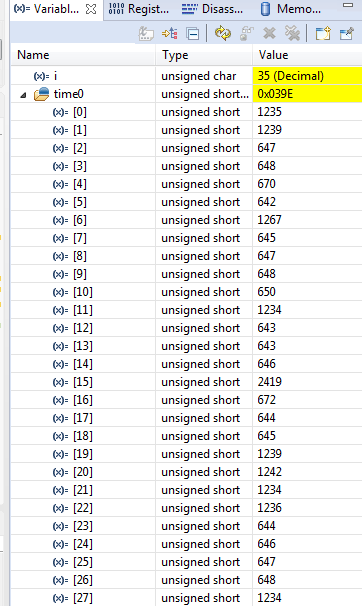 (x)= Variabl... 1010 0101 Regist... Disass... Memo...
Name Type Value
(x)= i unsigned char 35 (Decimal)
time0 unsigned short... 0x039E
(x)= [0] unsigned short 1235
(x)= [1] unsigned short 1239
(x)= [2] unsigned short 647
(x)= [3] unsigned short 648
(x)= [4] unsigned short 670
(x)= [5] unsigned short 642
(x)= [6] unsigned short 1267
(x)= [7] unsigned short 645
(x)= [8] unsigned short 647
(x)= [9] unsigned short 648
(x)= [10] unsigned short 650
(x)= [11] unsigned short 1234
(x)= [12] unsigned short 643
(x)= [13] unsigned short 643
(x)= [14] unsigned short 646
(x)= [15] unsigned short 2419
(x)= [16] unsigned short 672
(x)= [17] unsigned short 644
(x)= [18] unsigned short 645
(x)= [19] unsigned short 1239
(x)= [20] unsigned short 1242
(x)= [21] unsigned short 1234
(x)= [22] unsigned short 1236
(x)= [23] unsigned short 644
(x)= [24] unsigned short 646
(x)= [25] unsigned short 647
(x)= [26] unsigned short 648
(x)= [27] unsigned short 1234